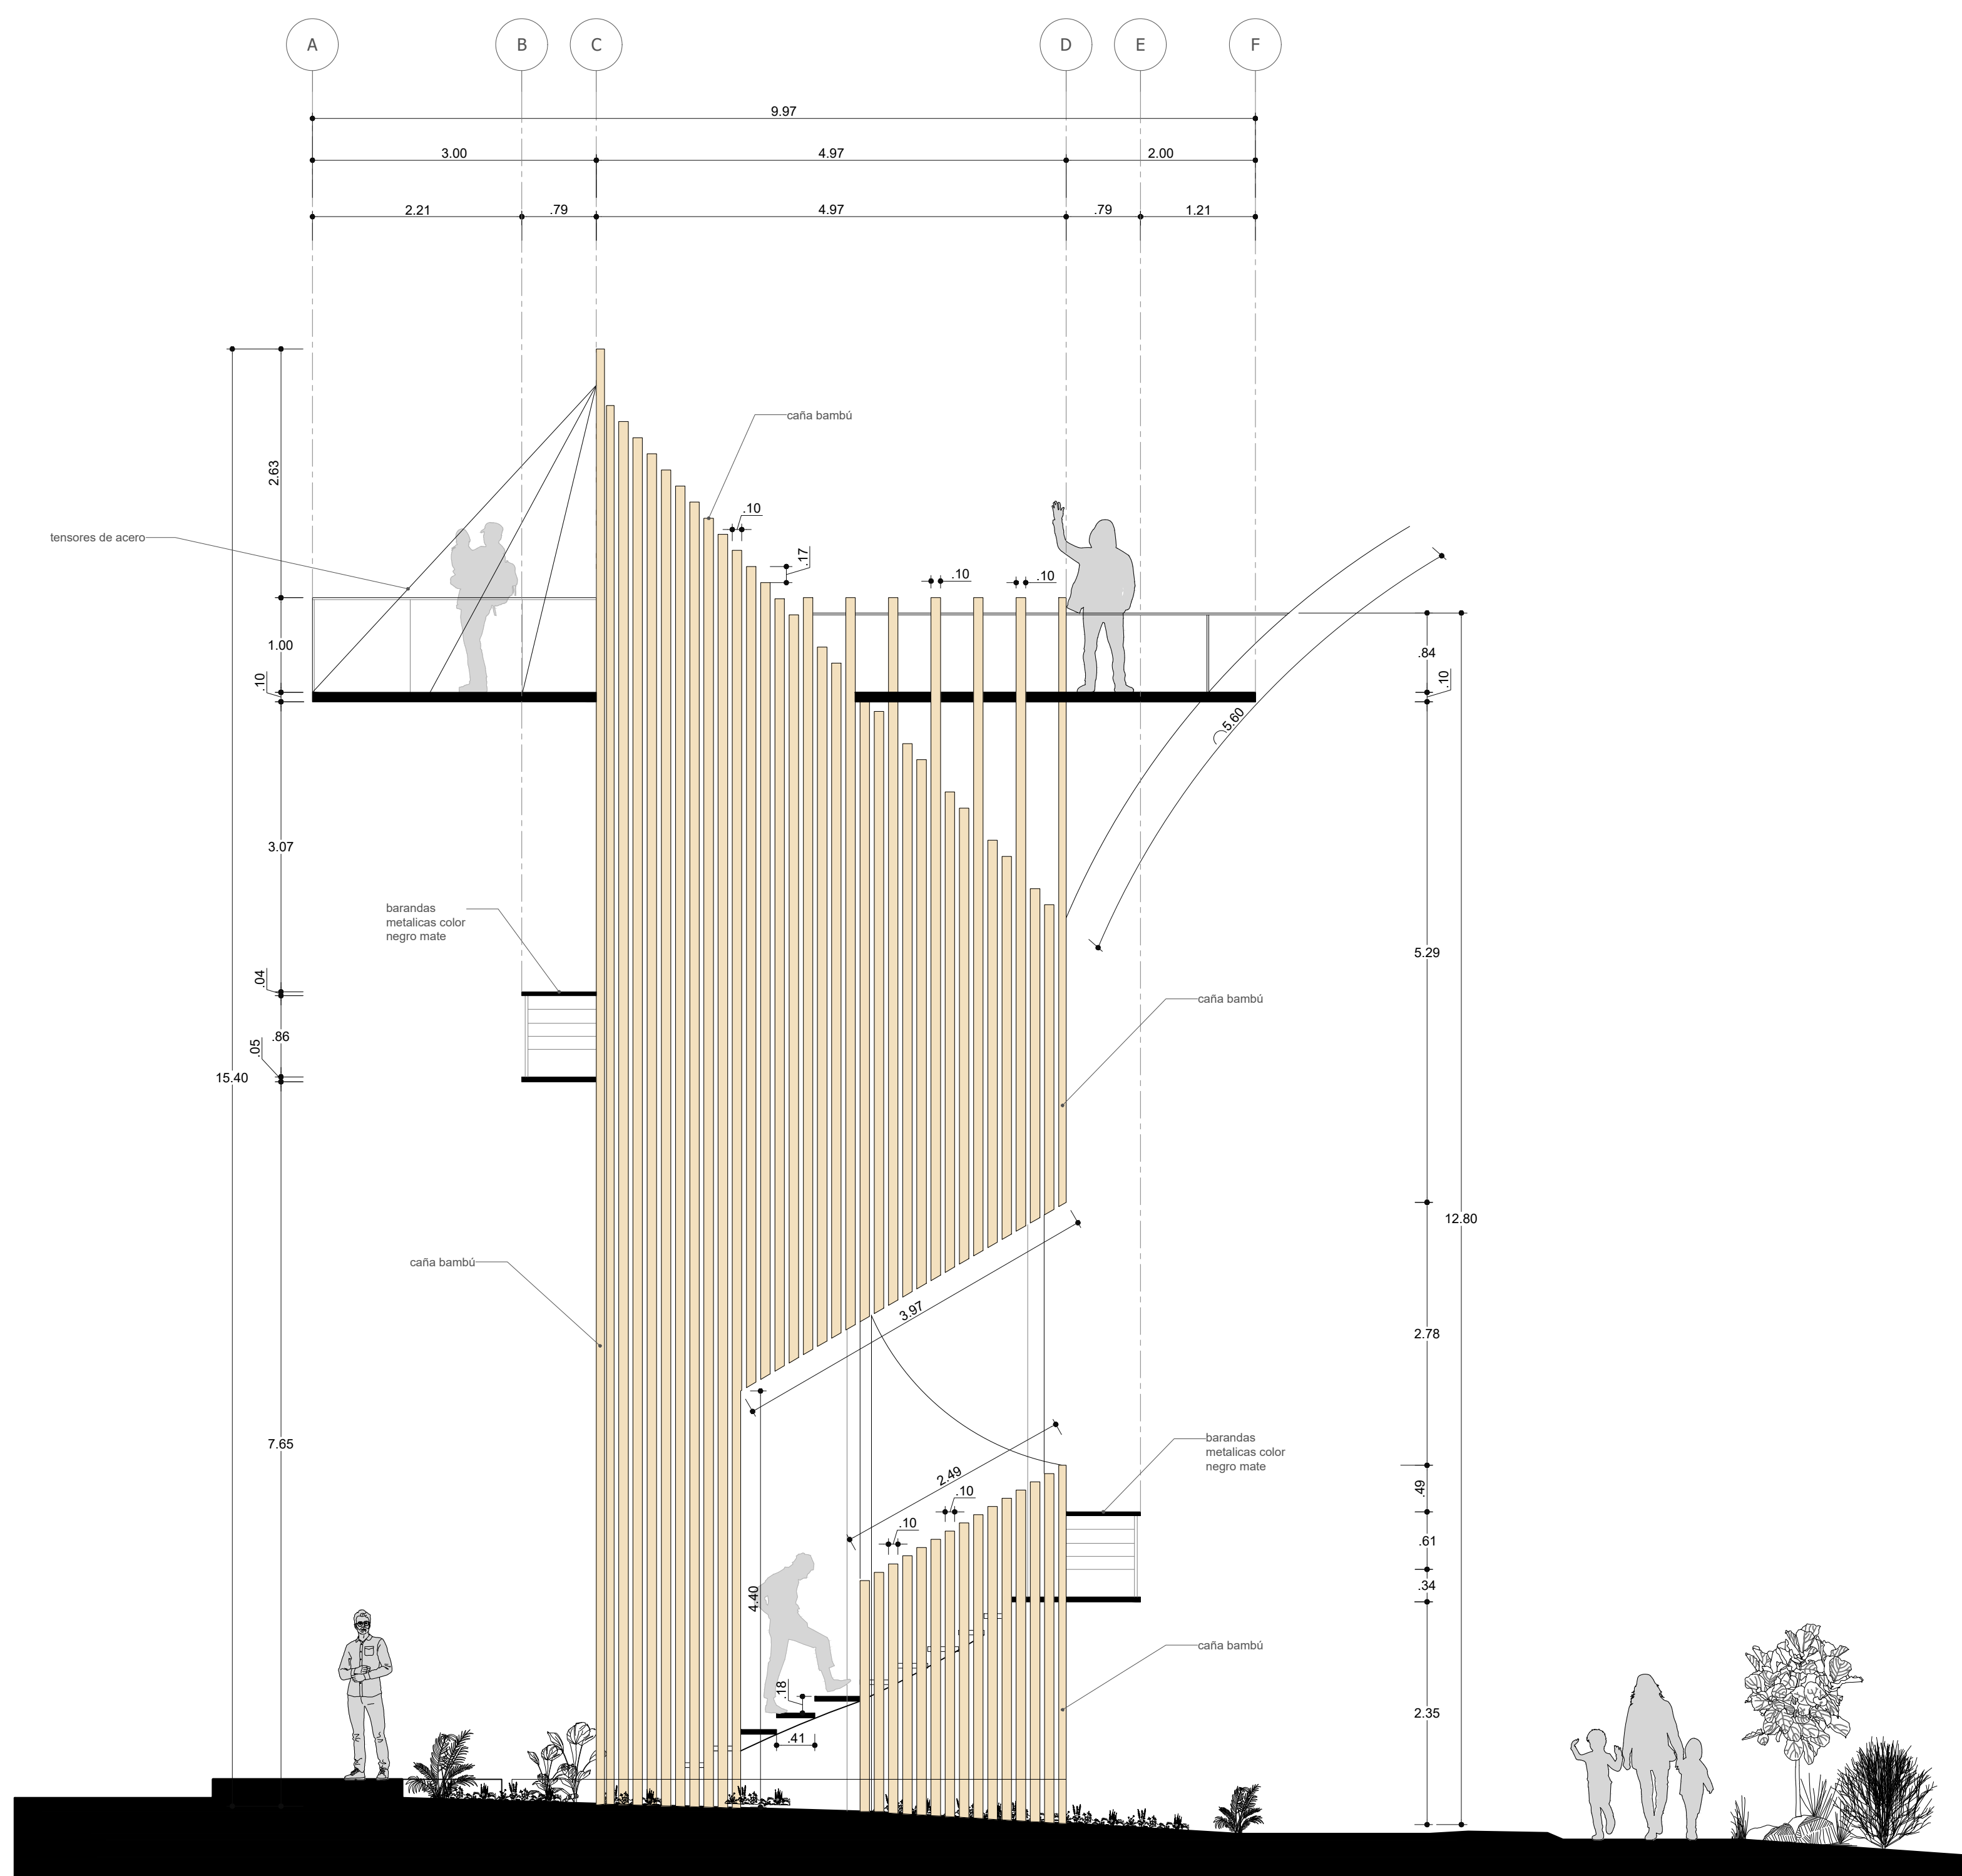 A
B
C
D
E
F
9.97
3.00
4.97
2.00
2.21
.79
4.97
.79
1.21
caña bambú
2.63
.10
tensores de acero
.17
.10
.10
1.00
.84
.10
.10
5.60
3.07
barandas
metalicas color
negro mate
5.29
.04
caña bambú
.86
.05
15.40
12.80
caña bambú
3.97
2.78
7.65
barandas
metalicas color
negro mate
2.49
.49
.10
.10
.61
.34
4.40
caña bambú
.18
2.35
.41